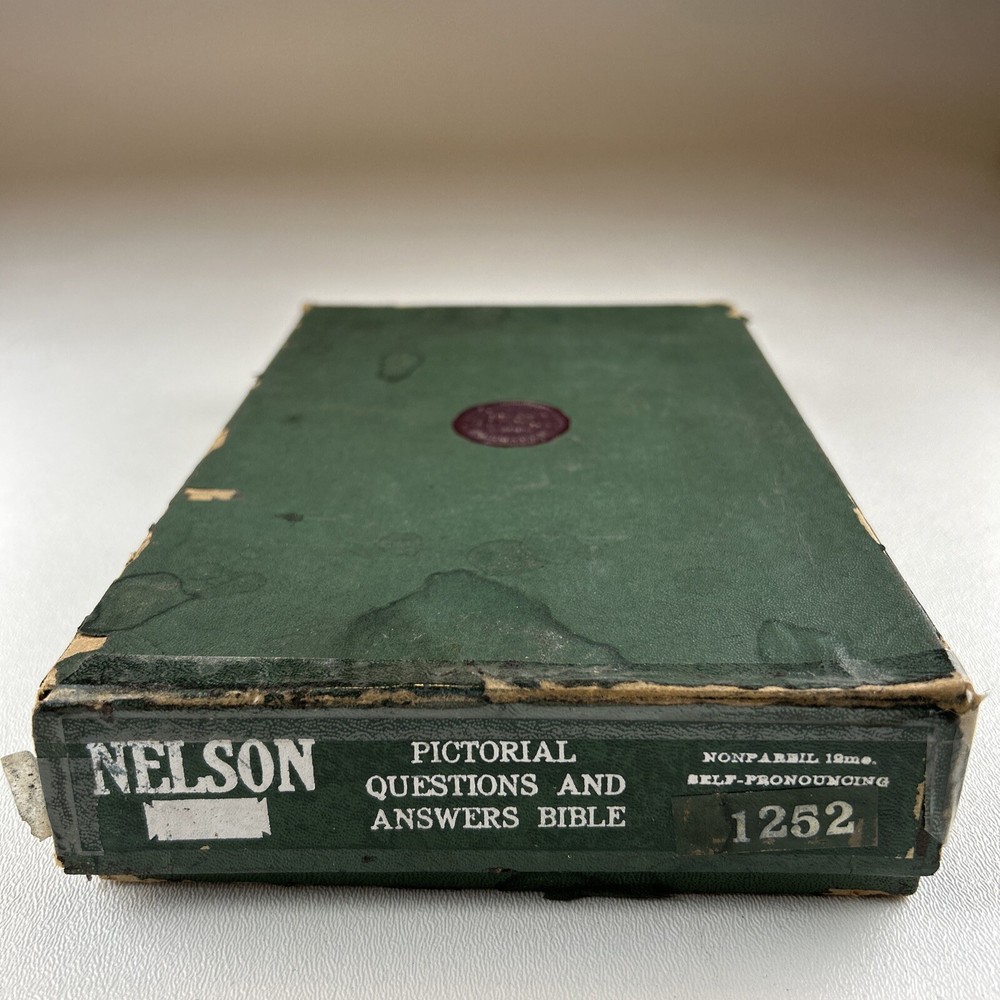 NELSON
PICTORIAL
QUESTIONS AND
ANSWERS BIBLE
NONPAREIL 12mo.
SELF-PRONOUNCING
1252